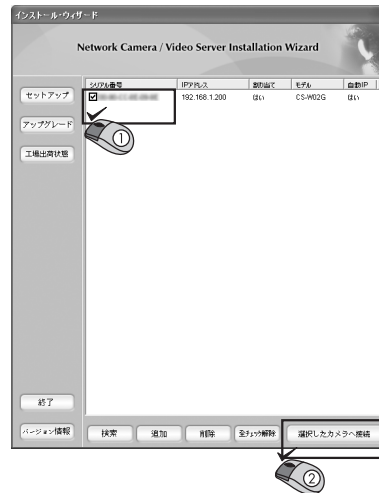 インストール・ウィザード
Network Camera / Video Server Installation Wizard
セットアップ
アップグレード
工場出荷状態
終了
バージョン情報
シリアル番号 IPアドレス 割り当て モデル 自動IP
192.168.1.200 はい CS-W02G はい
①
検索 追加 削除 全チェック解除 選択したカメラへ接続
②